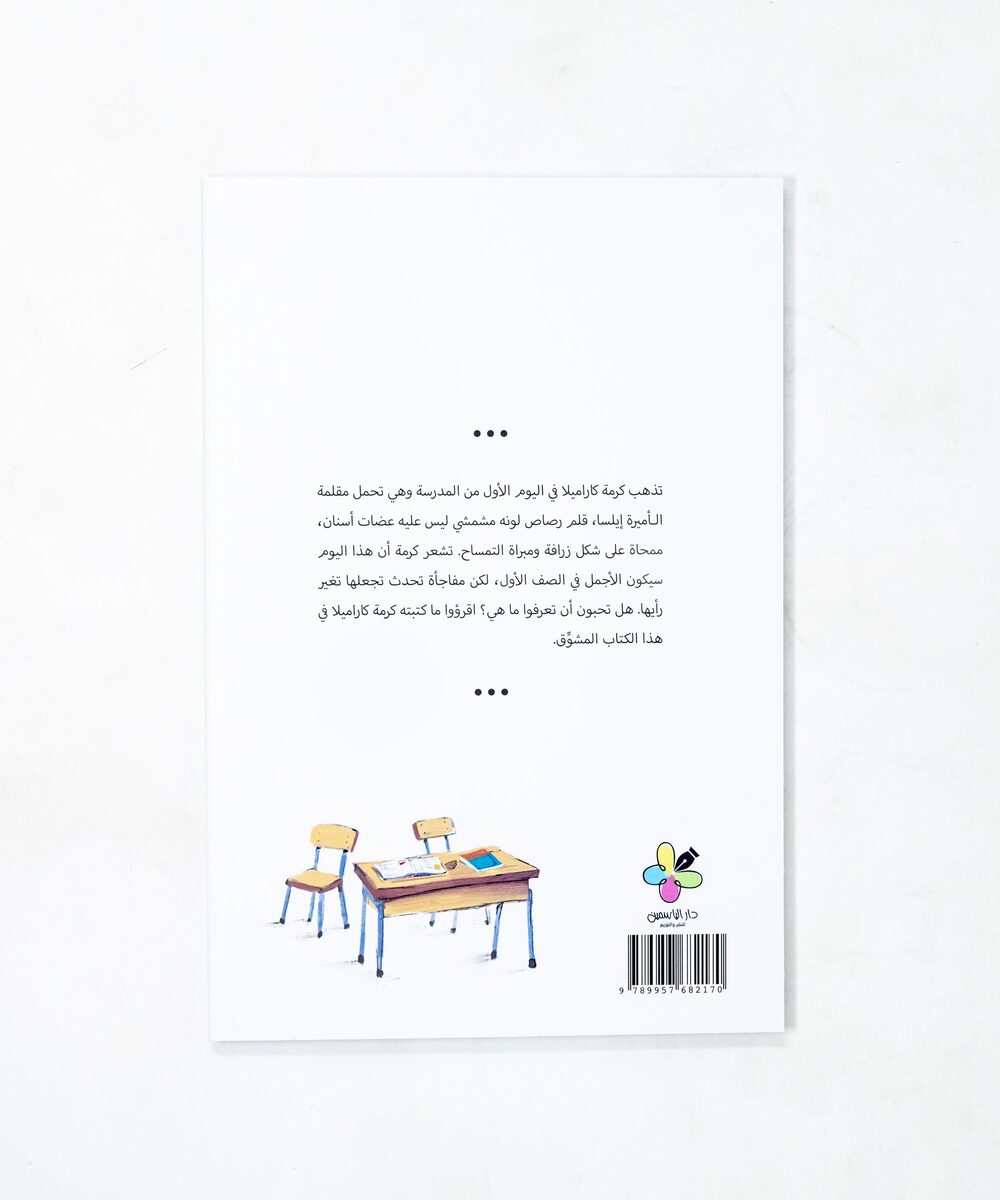 تذهب كرمة كاراميلا في اليوم الأول من المدرسة وهي تحمل مقلمة
الـأميرة إيلسا، قلم رصاص لونه مشمشي ليس عليه عضات أسنان،
ممحاة على شكل زرافة ومبراة التمساح. تشعر كرمة أن هذا اليوم
سيكون الأجمل في الصف الأول، لكن مفاجأة تحدث تجعلها تغير
رأيها. هل تحبون أن تعرفوا ما هي؟ اقرؤوا ما كتبته كرمة كاراميلا في
هذا الكتاب المشوِّق.
دار الياسمين
للنشر والتوزيع
9 789957 682170